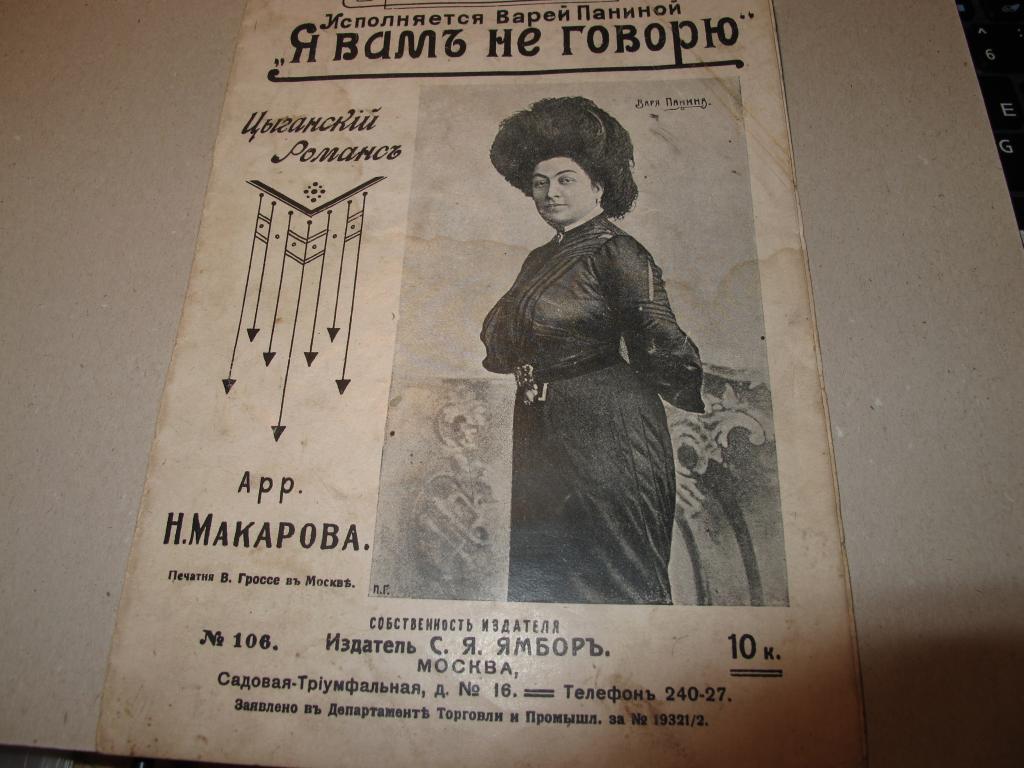 Исполняется Варей Паниной
„Я вамъ не говорю“
Варя Панина.
Цыганскій
Романсъ
Арр.
Н. МАКАРОВА.
Печатня В. Гроссе въ Москвѣ.
П.Г.
СОБСТВЕННОСТЬ ИЗДАТЕЛЯ
№ 106.
Издатель С. Я. ЯМБОРЪ.
10 к.
МОСКВА,
Садовая-Тріумфальная, д. № 16. = Телефонъ 240-27.
Заявлено въ Департаментѣ Торговли и Промышл. за № 19321/2.
^
6
:
E
G